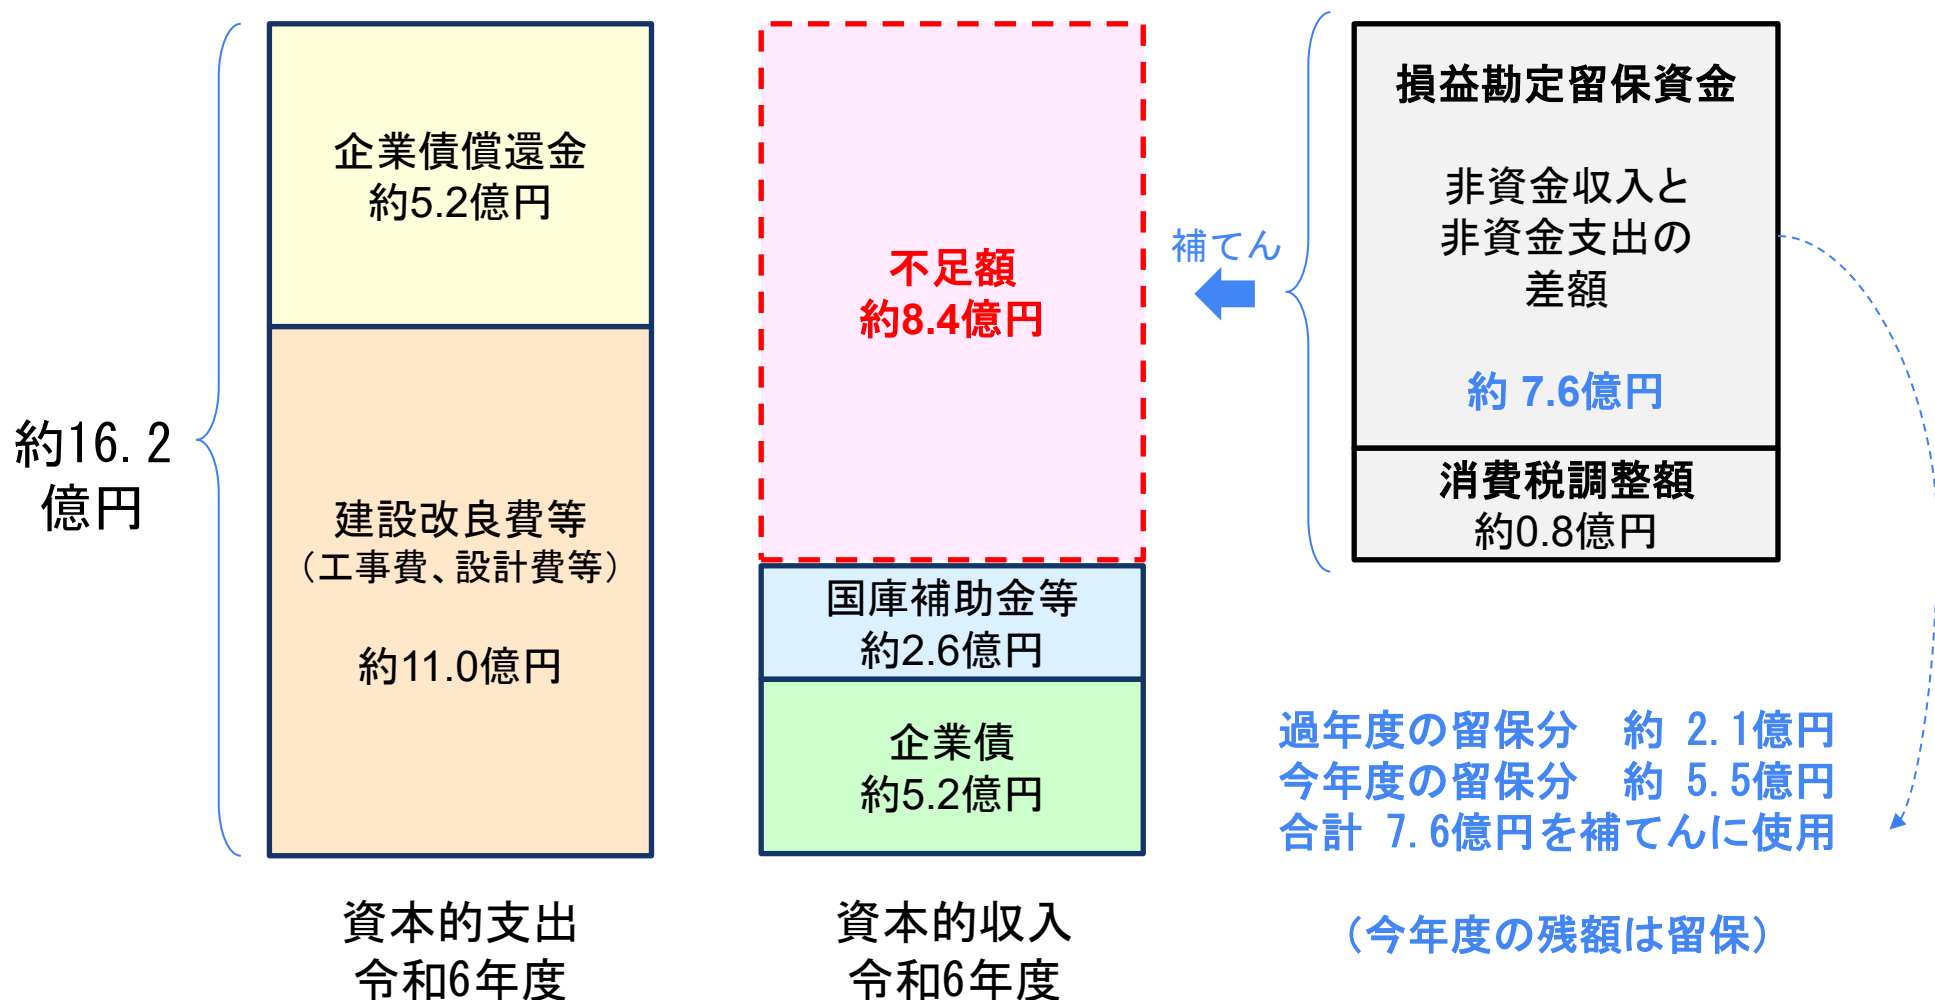 約16.2
億円
企業債償還金
約5.2億円
建設改良費等
（工事費、設計費等）
約11.0億円
資本的支出
令和6年度
不足額
約8.4億円
国庫補助金等
約2.6億円
企業債
約5.2億円
資本的収入
令和6年度
補てん
損益勘定留保資金
非資金収入と
非資金支出の
差額
約 7.6億円
消費税調整額
約0.8億円
過年度の留保分　約 2.1億円
今年度の留保分　約 5.5億円
合計 7.6億円を補てんに使用
（今年度の残額は留保）